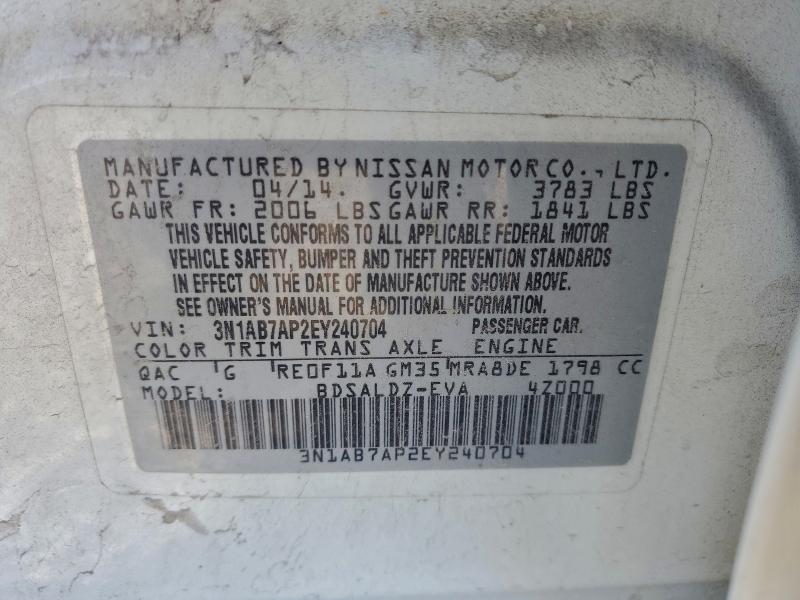 MANUFACTURED BY NISSAN MOTOR CO., LTD.
DATE: 04/14. GVWR: 3783 LBS
GAWR FR: 2006 LBS GAWR RR: 1841 LBS
THIS VEHICLE CONFORMS TO ALL APPLICABLE FEDERAL MOTOR
VEHICLE SAFETY, BUMPER AND THEFT PREVENTION STANDARDS
IN EFFECT ON THE DATE OF MANUFACTURE SHOWN ABOVE.
SEE OWNER'S MANUAL FOR ADDITIONAL INFORMATION.
VIN: 3N1AB7AP2EY240704 PASSENGER CAR.
COLOR TRIM TRANS AXLE ENGINE
QAC G RE0F11A GM35 MRA8DE 1798 CC
MODEL: BDSALDZ-EVA 4Z000
3N1AB7AP2EY240704